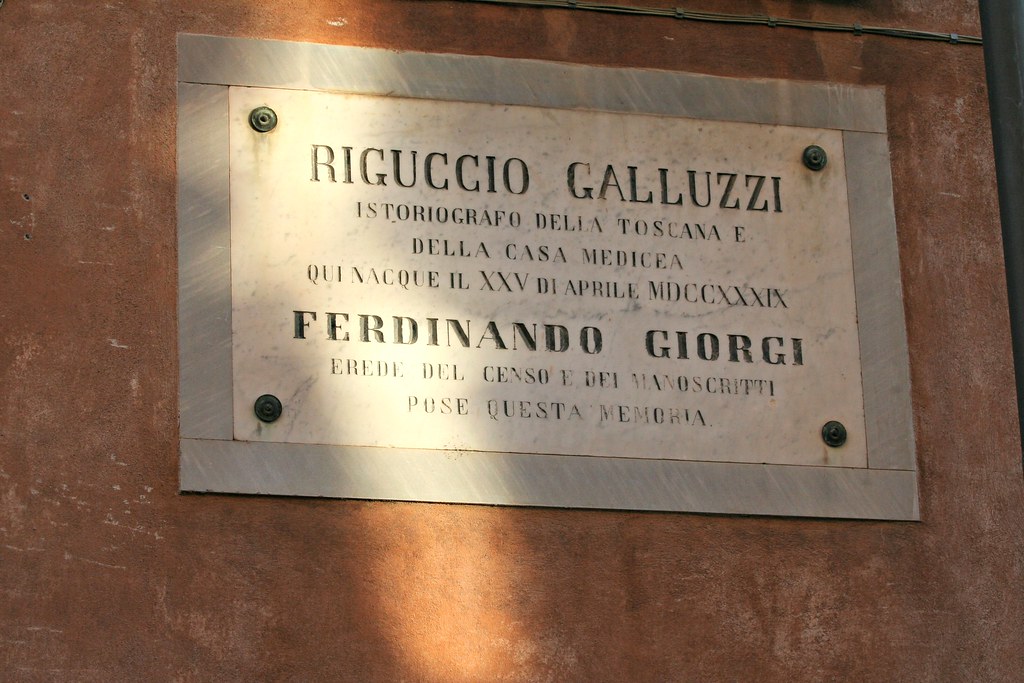 RIGUCCIO GALLUZZI
ISTORIOGRAFO DELLA TOSCANA E
DELLA CASA MEDICEA
QUI NACQUE IL XXV DI APRILE MDCCXXXIX
FERDINANDO GIORGI
EREDE DEL CENSO E DEI MANOSCRITTI
POSE QUESTA MEMORIA.